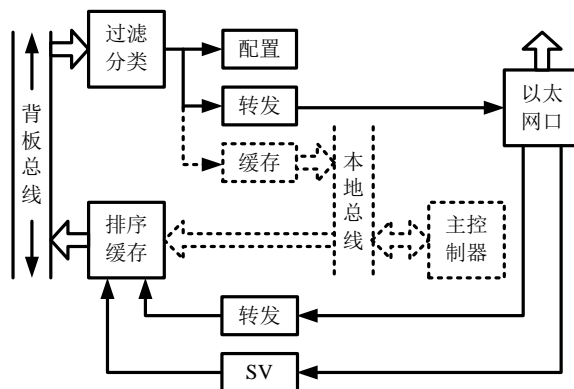 过滤
分类
配置
转发
以太
网口
背板总线
缓存
本地总线
排序
缓存
主控
制器
转发
SV